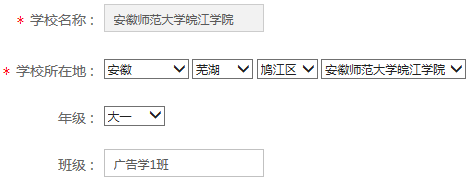 * 学校名称： 安徽师范大学皖江学院
* 学校所在地： 安徽 芜湖 鸠江区 安徽师范大学皖江学院
年级： 大一
班级： 广告学1班